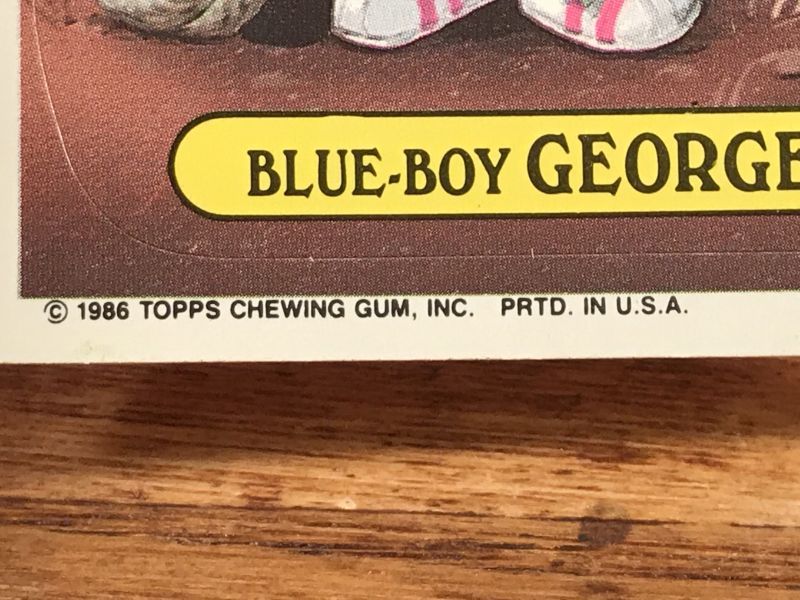 BLUE-BOY GEORGE
© 1986 TOPPS CHEWING GUM, INC. PRTD. IN U.S.A.